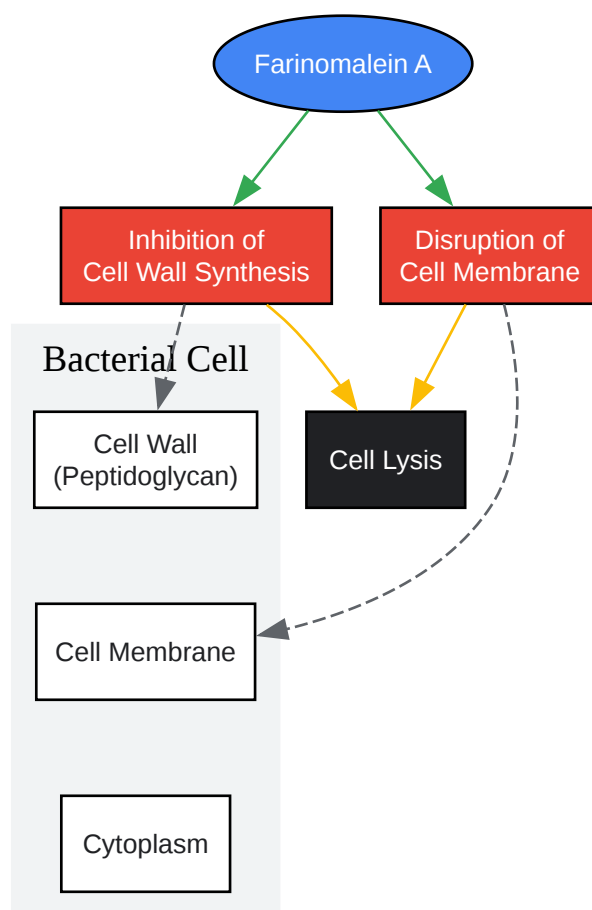 Farinomalein A
Inhibition of
Cell Wall Synthesis
Disruption of
Cell Membrane
Bacterial Cell
Cell Wall
(Peptidoglycan)
Cell Lysis
Cell Membrane
Cytoplasm